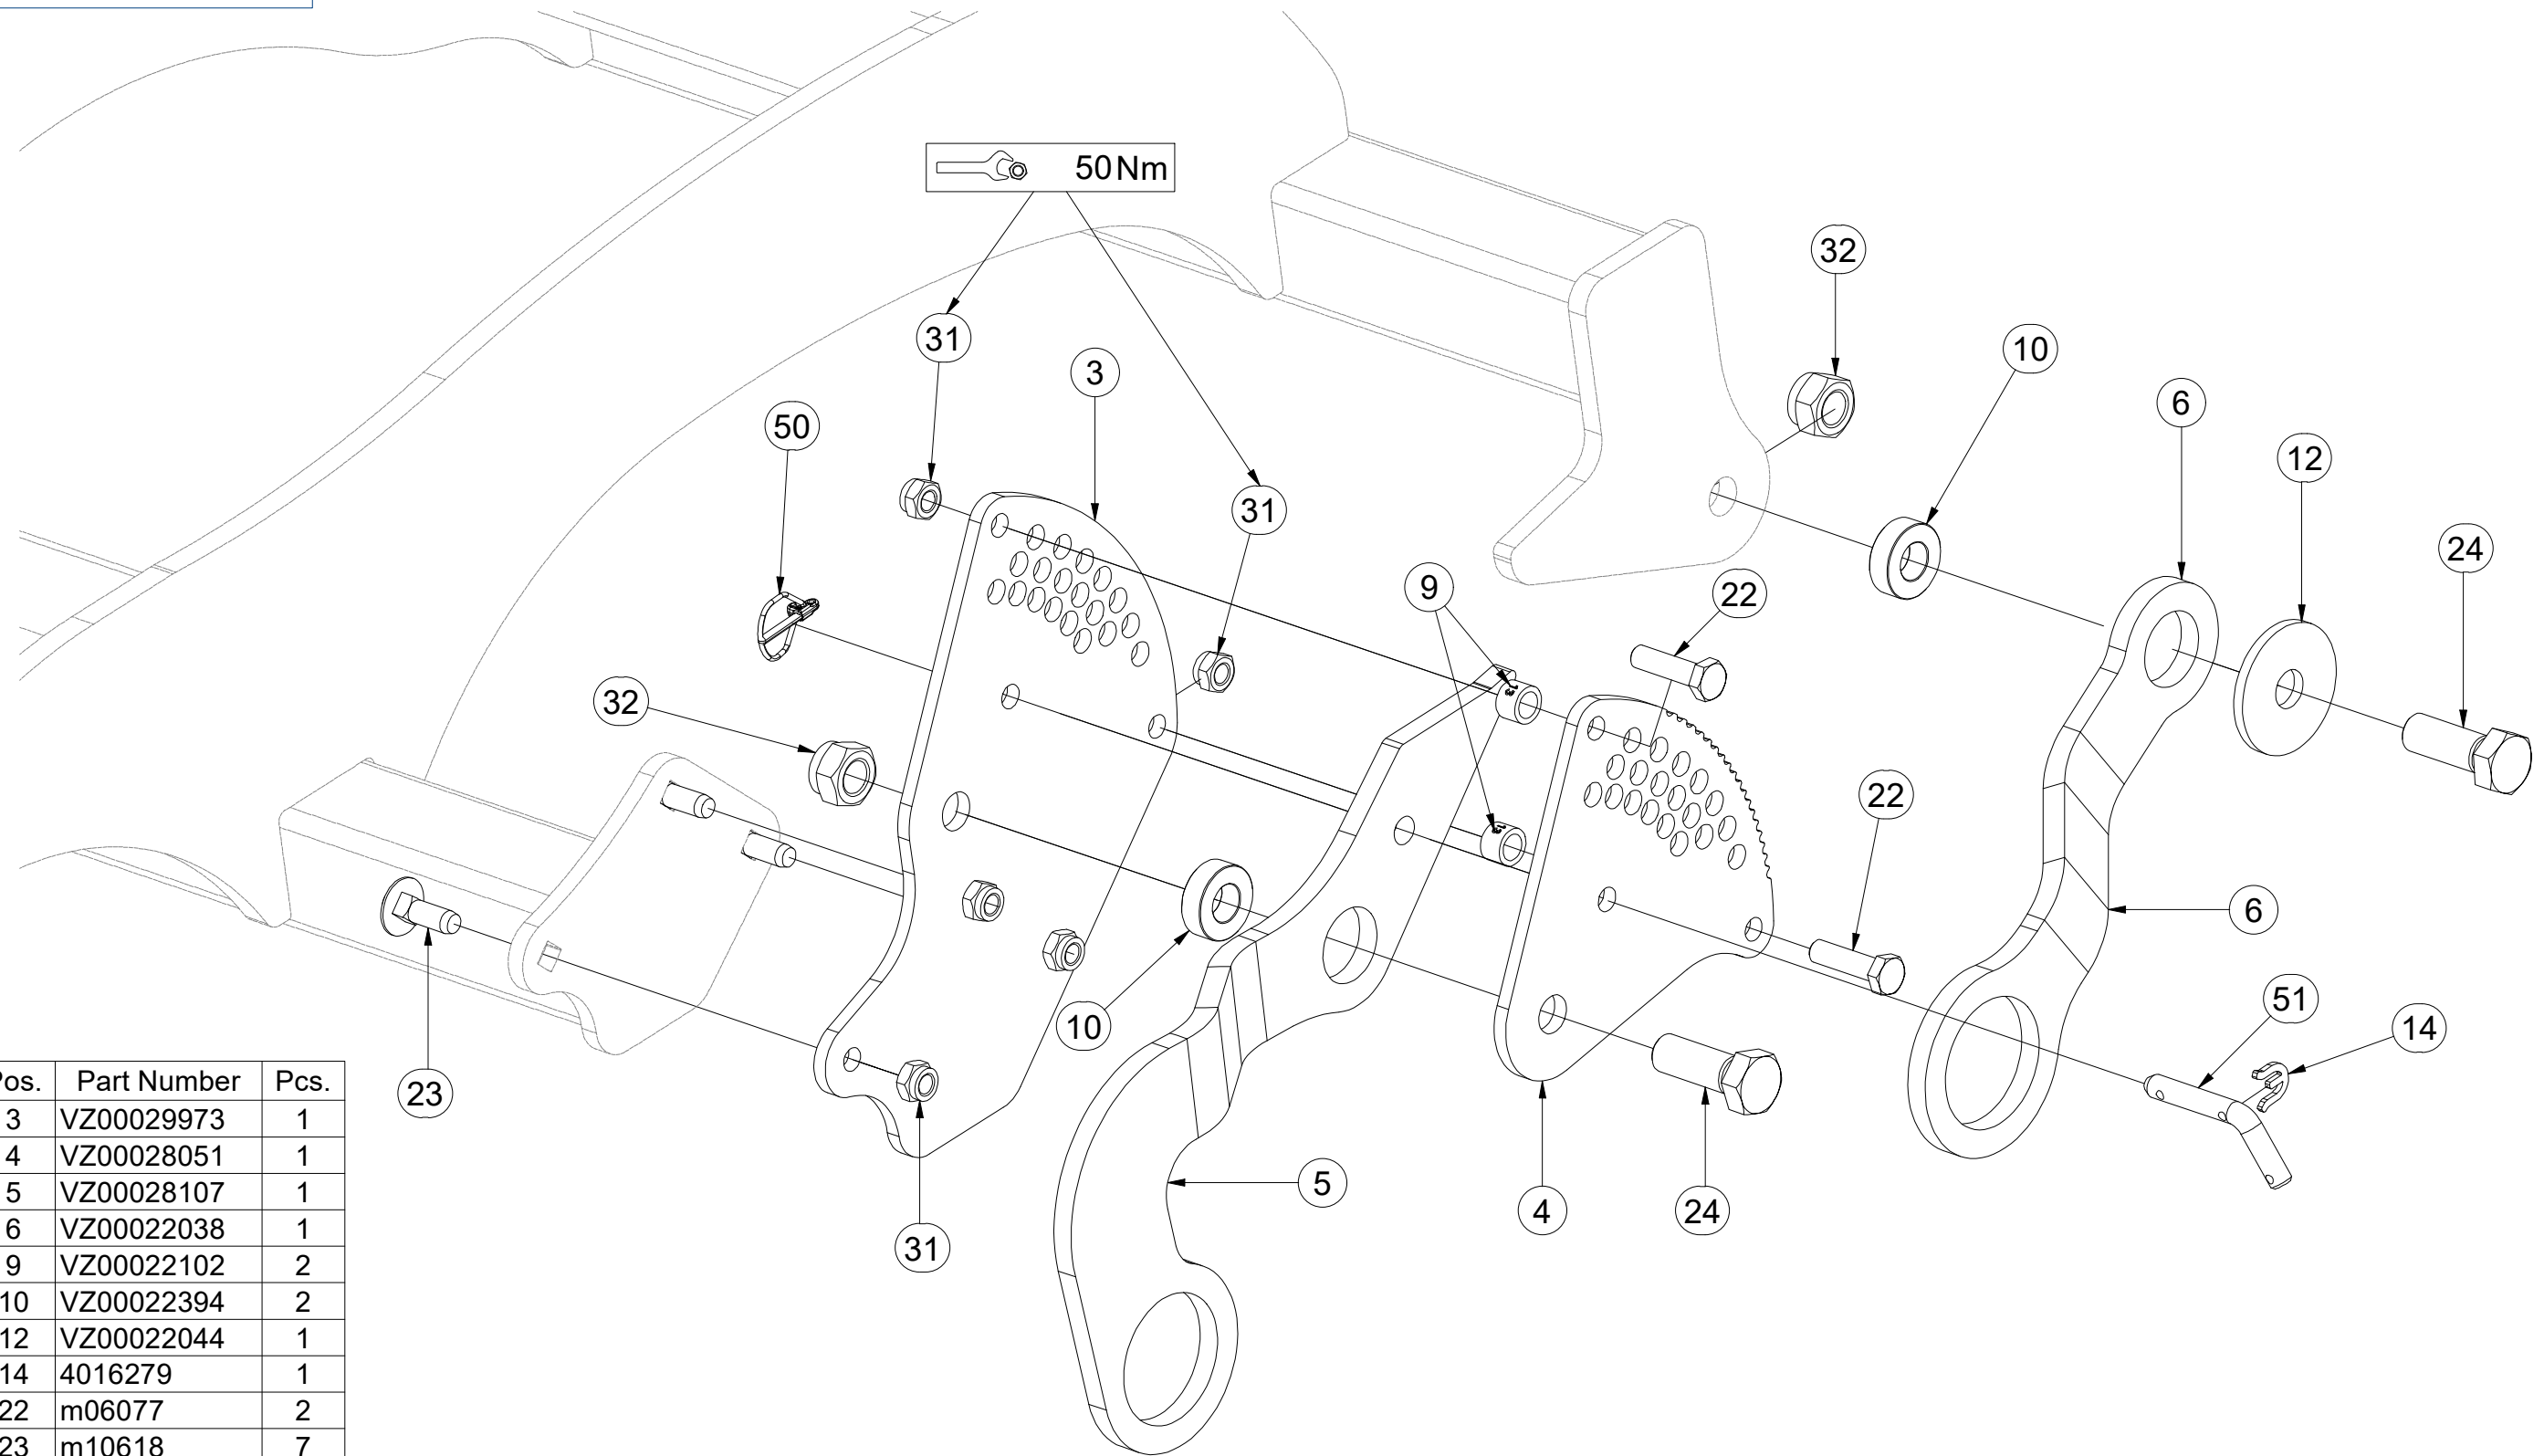 50 Nm
32
31
10
3
6
50
12
31
24
9
22
32
22
6
51
10
14
23
5
4
24
31
Pos. Part Number Pcs.
3 VZ00029973 1
4 VZ00028051 1
5 VZ00028107 1
6 VZ00022038 1
9 VZ00022102 2
10 VZ00022394 2
12 VZ00022044 1
14 4016279 1
22 m06077 2
23 m10618 7